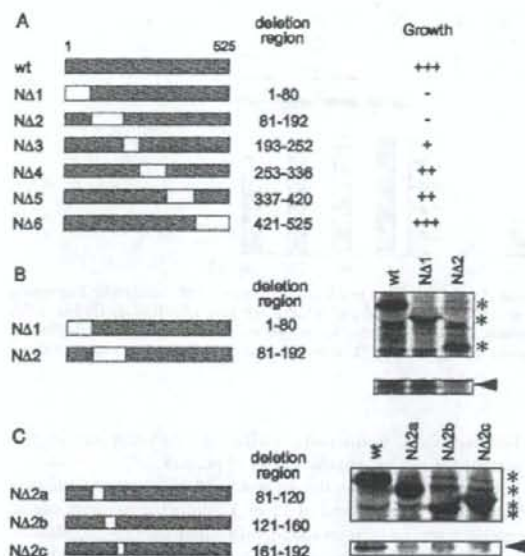 A
deletion region
Growth
1 525
wt +++
NΔ1 1-80 -
NΔ2 81-192 -
NΔ3 193-252 +
NΔ4 253-336 ++
NΔ5 337-420 ++
NΔ6 421-525 +++
B
deletion region
wt NΔ1 NΔ2
NΔ1 1-80
NΔ2 81-192
*
*
*
C
deletion region
wt NΔ2a NΔ2b NΔ2c
NΔ2a 81-120
NΔ2b 121-160
NΔ2c 161-192
*
*
**